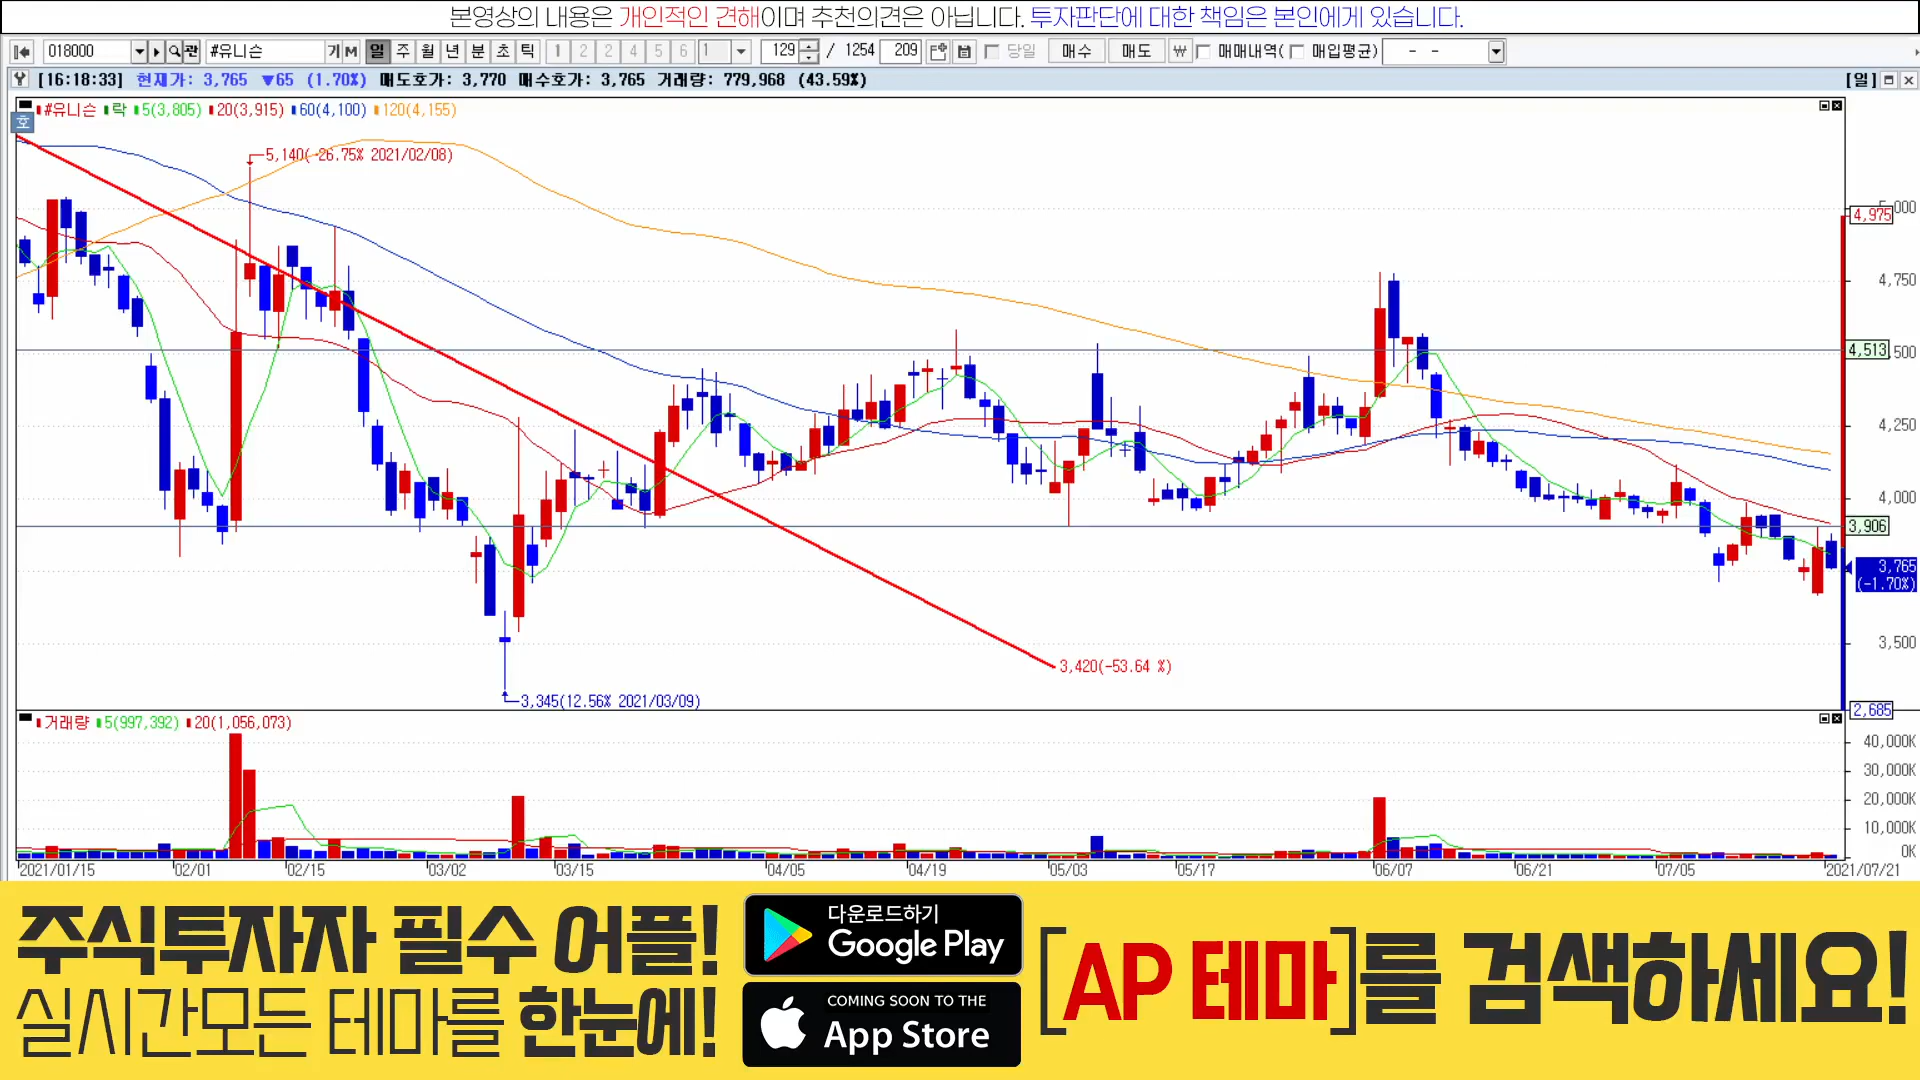 본영상의 내용은 개인적인 견해이며 추천의견은 아닙니다. 투자판단에 대한 책임은 본인에게 있습니다.
018000 관 #유니슨 기 M 일 주 월 년 분 초 틱 1 2 2 4 5 6 1 129 / 1254 209 당일 매수 매도 ₩ 매매내역( 매입평균) - -
[16:18:33] 현재가: 3,765 ▼65 (1.70%) 매도호가: 3,770 매수호가: 3,765 거래량: 779,968 (43.59%) [일]
#유니슨 락 5(3,805) 20(3,915) 60(4,100) 120(4,155)
호
5,140(-26.75% 2021/02/08)
5,000
4,975
4,750
4,513
500
4,250
4,000
3,906
3,765
(-1.70%)
3,500
3,420(-53.64 %)
3,345(12.56% 2021/03/09)
2,685
거래량 5(997,392) 20(1,056,073)
40,000K
30,000K
20,000K
10,000K
0K
2021/01/15 02/01 02/15 03/02 03/15 04/05 04/19 05/03 05/17 06/07 06/21 07/05 2021/07/21
주식투자자 필수 어플!
실시간모든 테마를 한눈에!
다운로드하기
Google Play
COMING SOON TO THE
App Store
[AP 테마]를 검색하세요!